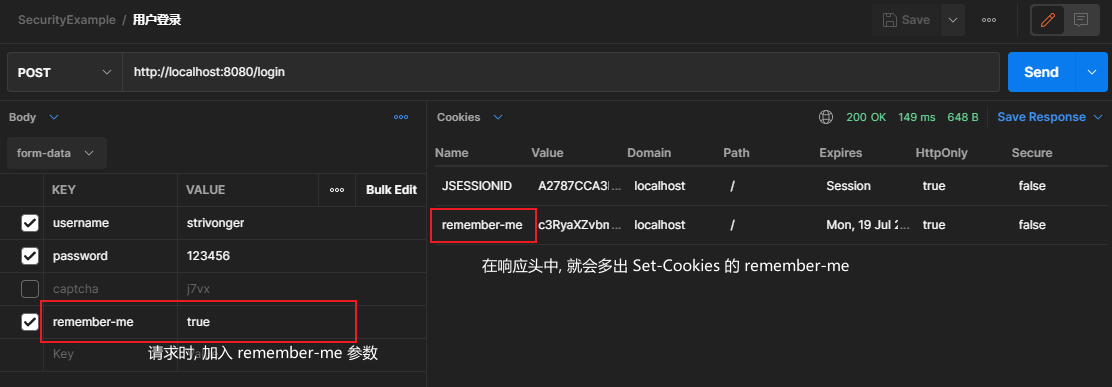 SecurityExample / 用户登录
Save
POST http://localhost:8080/login Send
Body
form-data
KEY VALUE Bulk Edit
username strivonger
password 123456
captcha j7vx
remember-me true
Key
请求时, 加入 remember-me 参数
Cookies 200 OK 149 ms 648 B Save Response
Name Value Domain Path Expires HttpOnly Secure
JSESSIONID A2787CCA3... localhost / Session true false
remember-me c3RyaXZvbm... localhost / Mon, 19 Jul 2... true false
在响应头中, 就会多出 Set-Cookies 的 remember-me